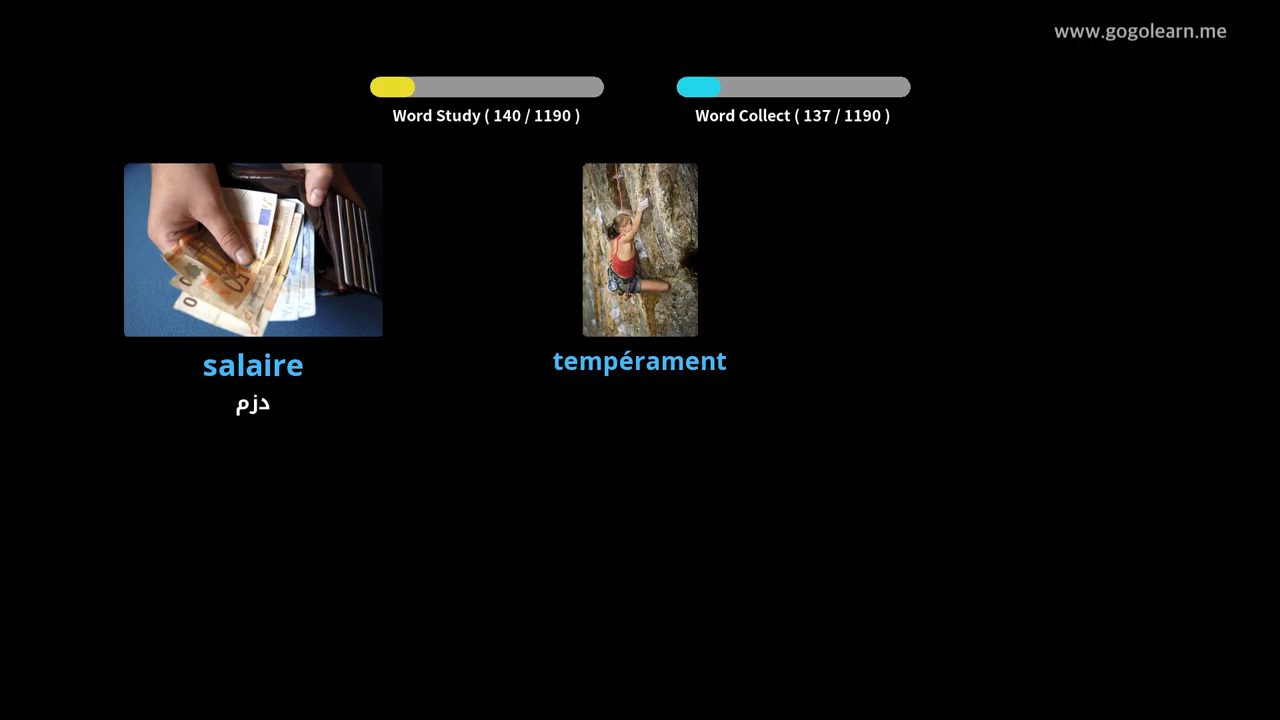 www.gogolearn.me
Word Study ( 140 / 1190 )
Word Collect ( 137 / 1190 )
salaire
دزم
tempérament